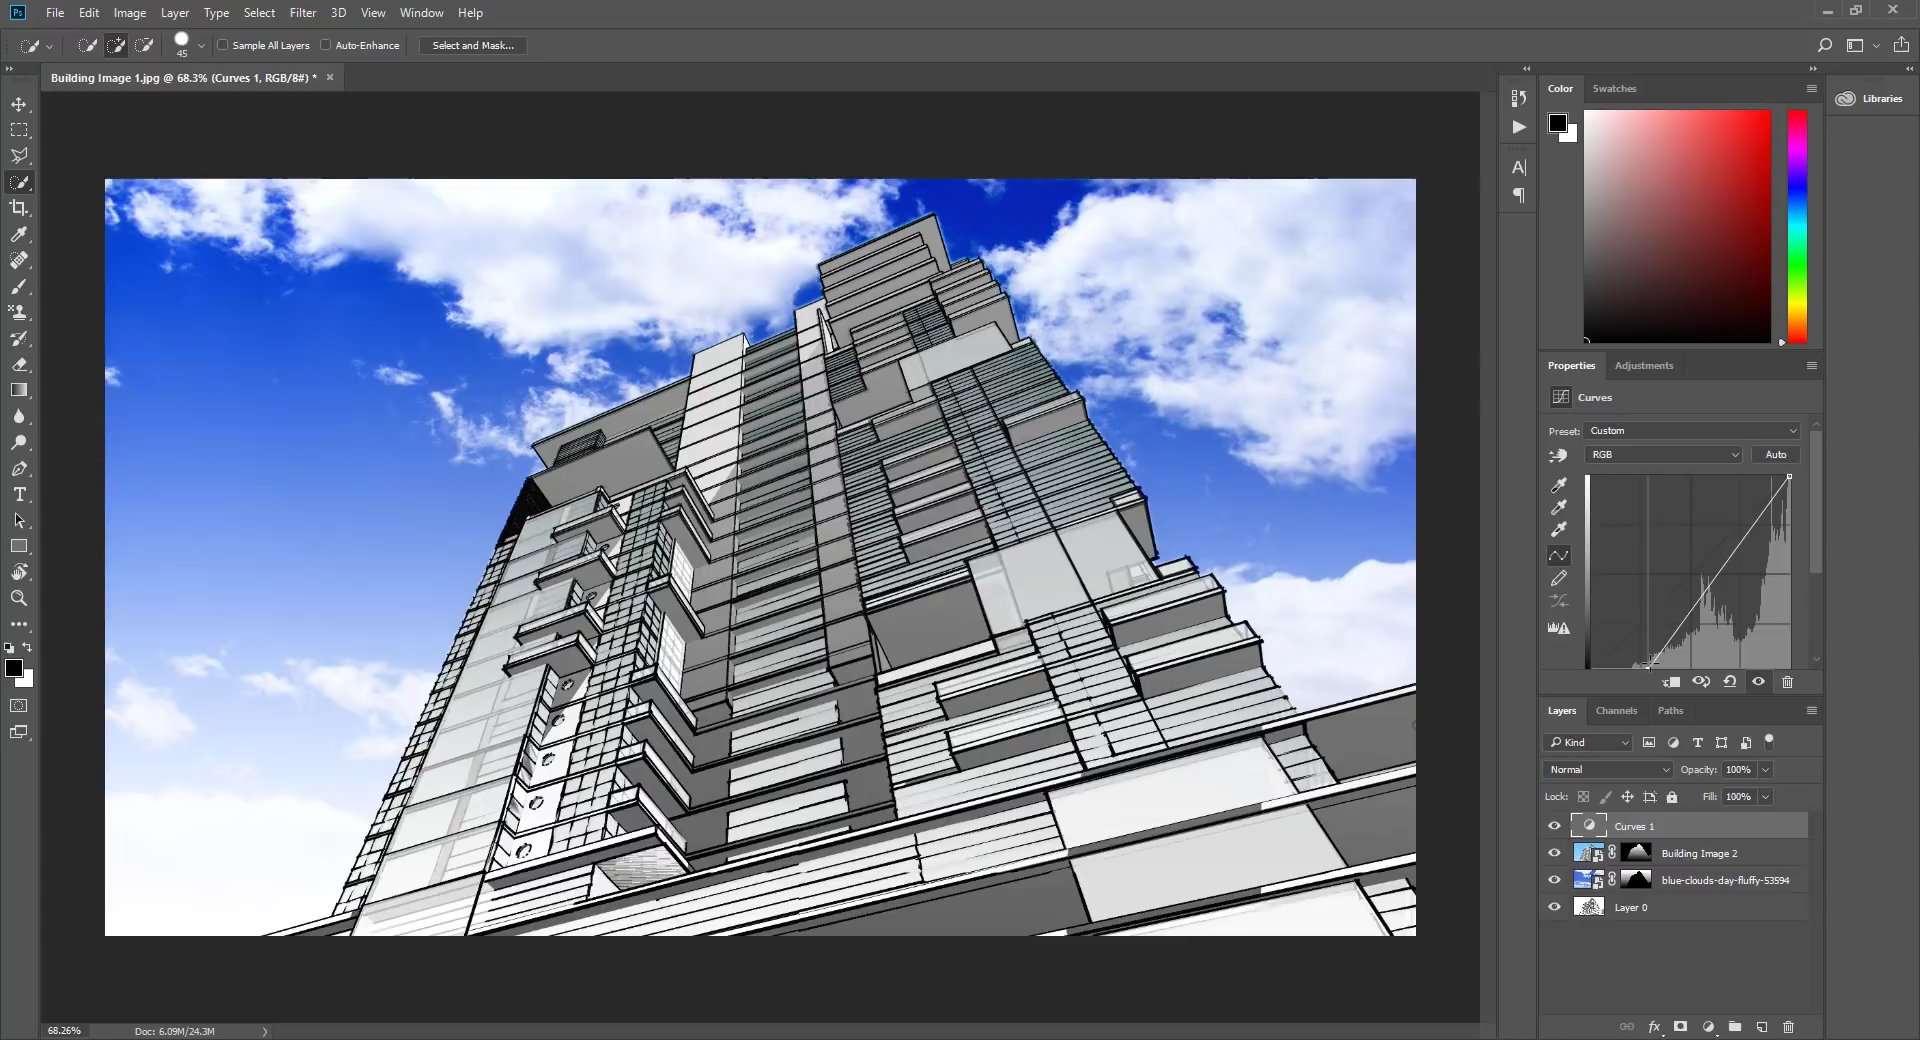 Ps File Edit Image Layer Type Select Filter 3D View Window Help
45 Sample All Layers Auto-Enhance Select and Mask...
Building Image 1.jpg @ 68.3% (Curves 1, RGB/8#) *
Color Swatches
Libraries
Properties Adjustments
Curves
Preset: Custom
RGB Auto
Layers Channels Paths
Kind
Normal Opacity: 100%
Lock: Fill: 100%
Curves 1
Building Image 2
blue-clouds-day-fluffy-53594
Layer 0
68.26% Doc: 6.09M/24.3M